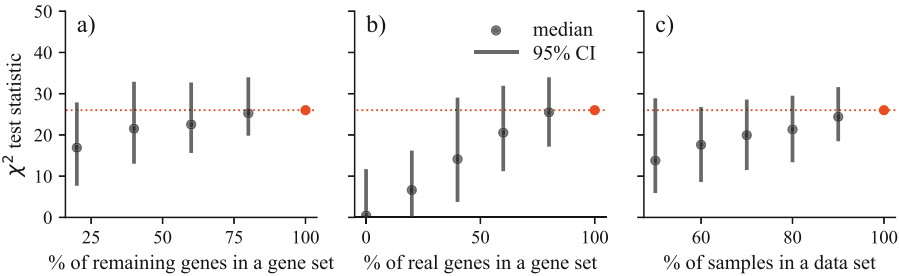 50
40
30
20
10
0
χ² test statistic
a)
25
50
75
100
% of remaining genes in a gene set
b)
median
95% CI
0
50
100
% of real genes in a gene set
c)
60
80
100
% of samples in a data set